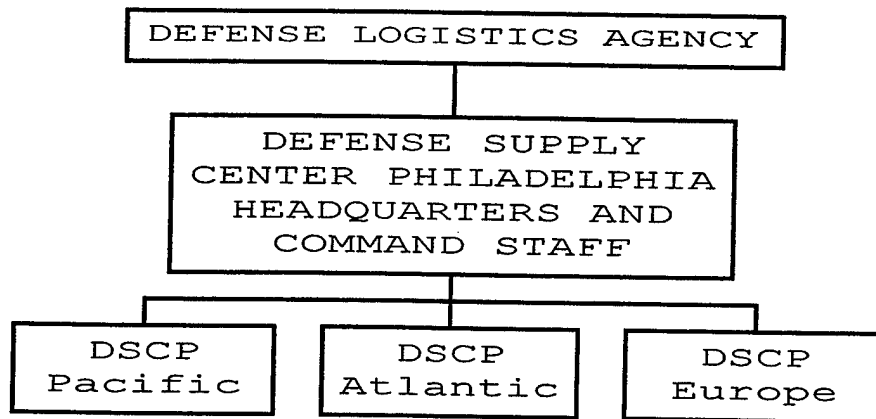 DEFENSE LOGISTICS AGENCY
DEFENSE SUPPLY
CENTER PHILADELPHIA
HEADQUARTERS AND
COMMAND STAFF
DSCP
Pacific
DSCP
Atlantic
DSCP
Europe